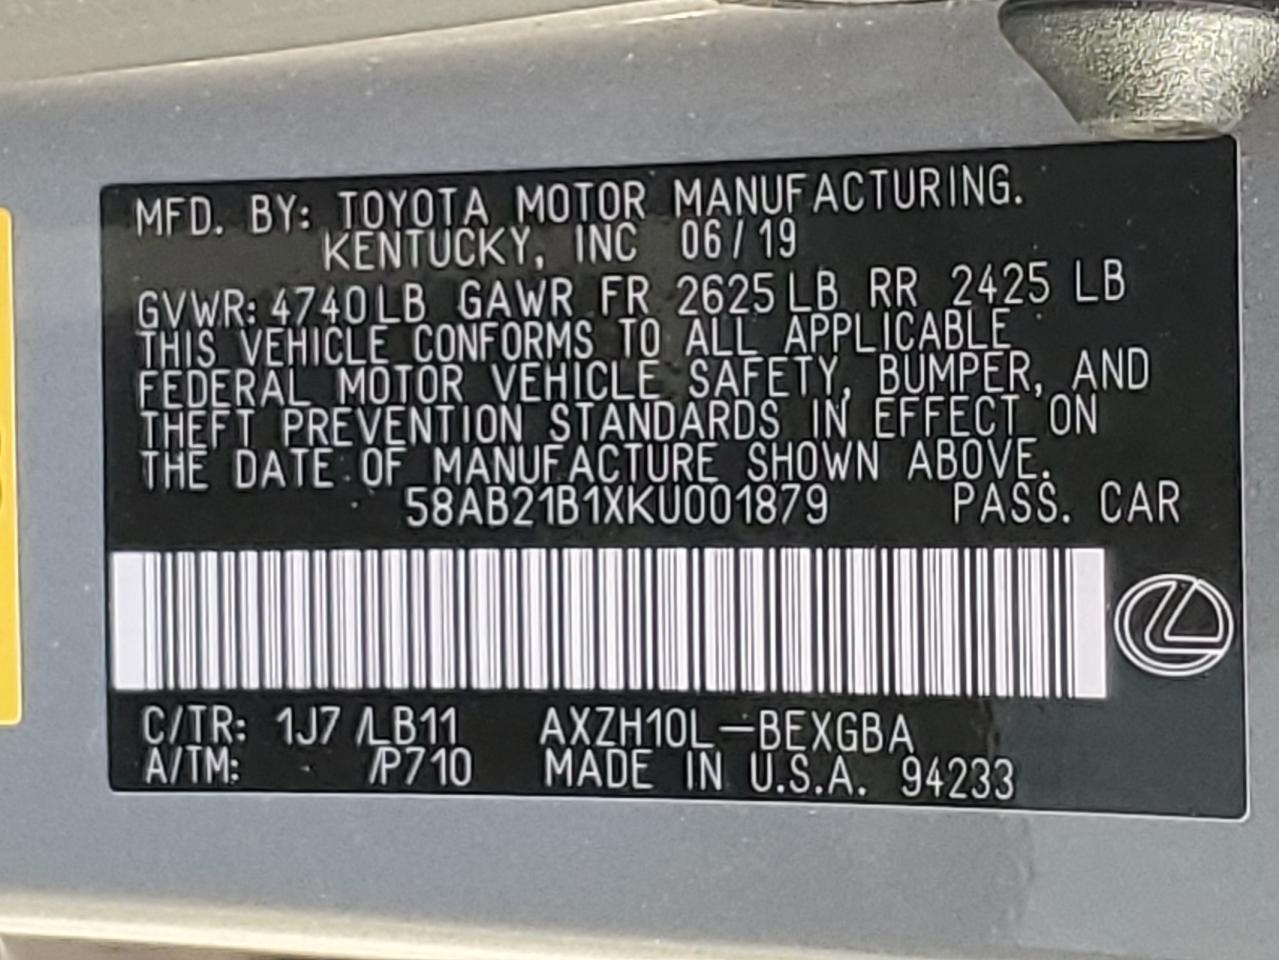 MFD. BY: TOYOTA MOTOR MANUFACTURING.
KENTUCKY, INC 06/19
GVWR: 4740LB GAWR FR 2625LB RR 2425 LB
THIS VEHICLE CONFORMS TO ALL APPLICABLE
FEDERAL MOTOR VEHICLE SAFETY, BUMPER, AND
THEFT PREVENTION STANDARDS IN EFFECT ON
THE DATE OF MANUFACTURE SHOWN ABOVE.
58AB21B1XKU001879 PASS. CAR
C/TR: 1J7 /LB11 AXZH10L-BEXGBA
A/TM: /P710 MADE IN U.S.A. 94233